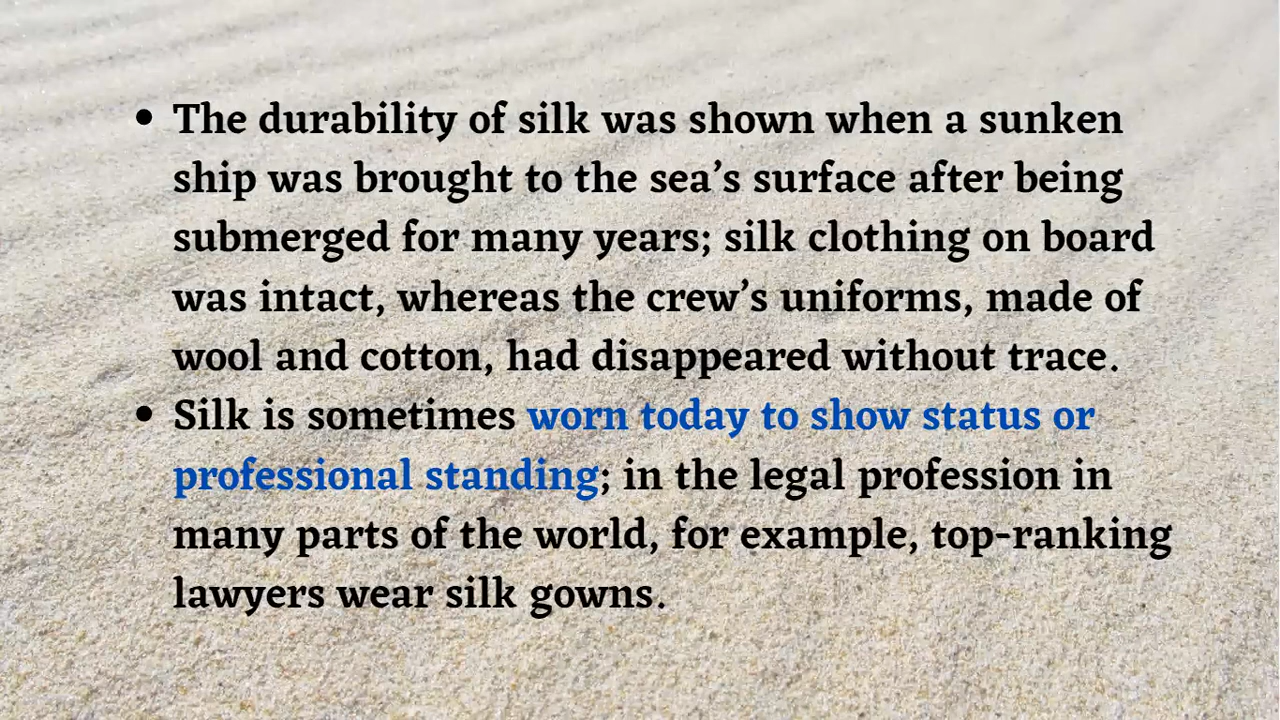 • The durability of silk was shown when a sunken
ship was brought to the sea’s surface after being
submerged for many years; silk clothing on board
was intact, whereas the crew’s uniforms, made of
wool and cotton, had disappeared without trace.
• Silk is sometimes worn today to show status or
professional standing; in the legal profession in
many parts of the world, for example, top-ranking
lawyers wear silk gowns.